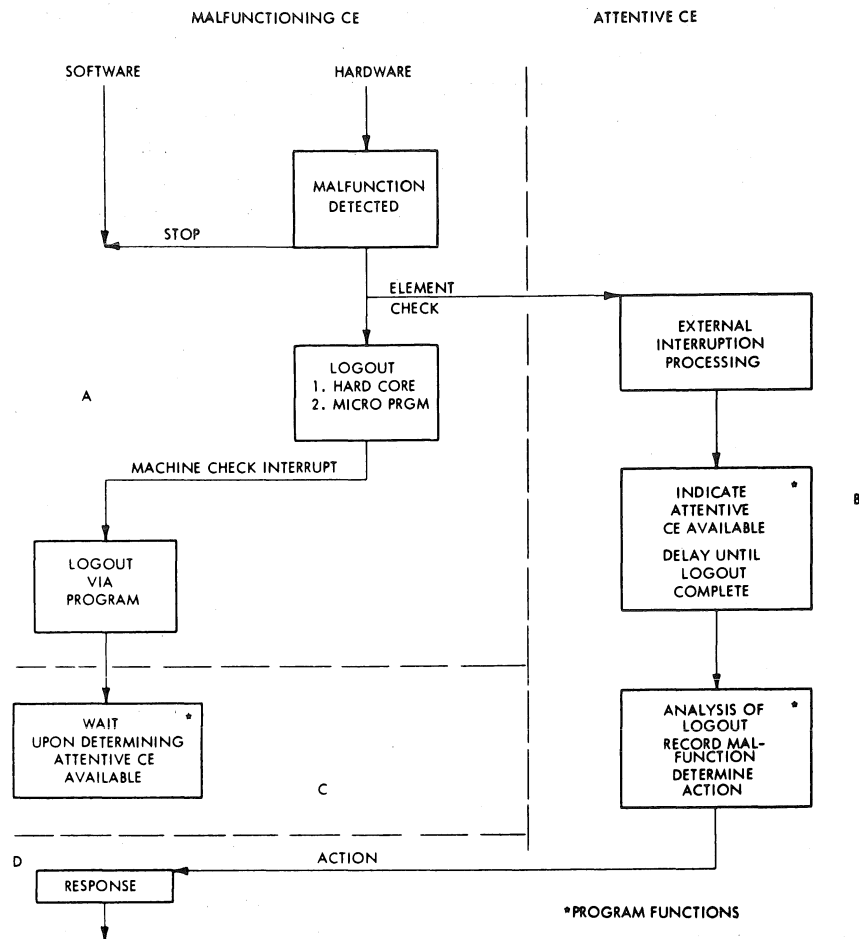 MALFUNCTIONING CE
ATTENTIVE CE
SOFTWARE
HARDWARE
MALFUNCTION
DETECTED
STOP
ELEMENT
CHECK
EXTERNAL
INTERRUPTION
PROCESSING
LOGOUT
1. HARD CORE
2. MICRO PRGM
A
MACHINE CHECK INTERRUPT
INDICATE *
ATTENTIVE
CE AVAILABLE
DELAY UNTIL
LOGOUT
COMPLETE
B
LOGOUT
VIA
PROGRAM
WAIT *
UPON DETERMINING
ATTENTIVE CE
AVAILABLE
C
ANALYSIS OF *
LOGOUT
RECORD MAL-
FUNCTION
DETERMINE
ACTION
D
ACTION
RESPONSE
*PROGRAM FUNCTIONS